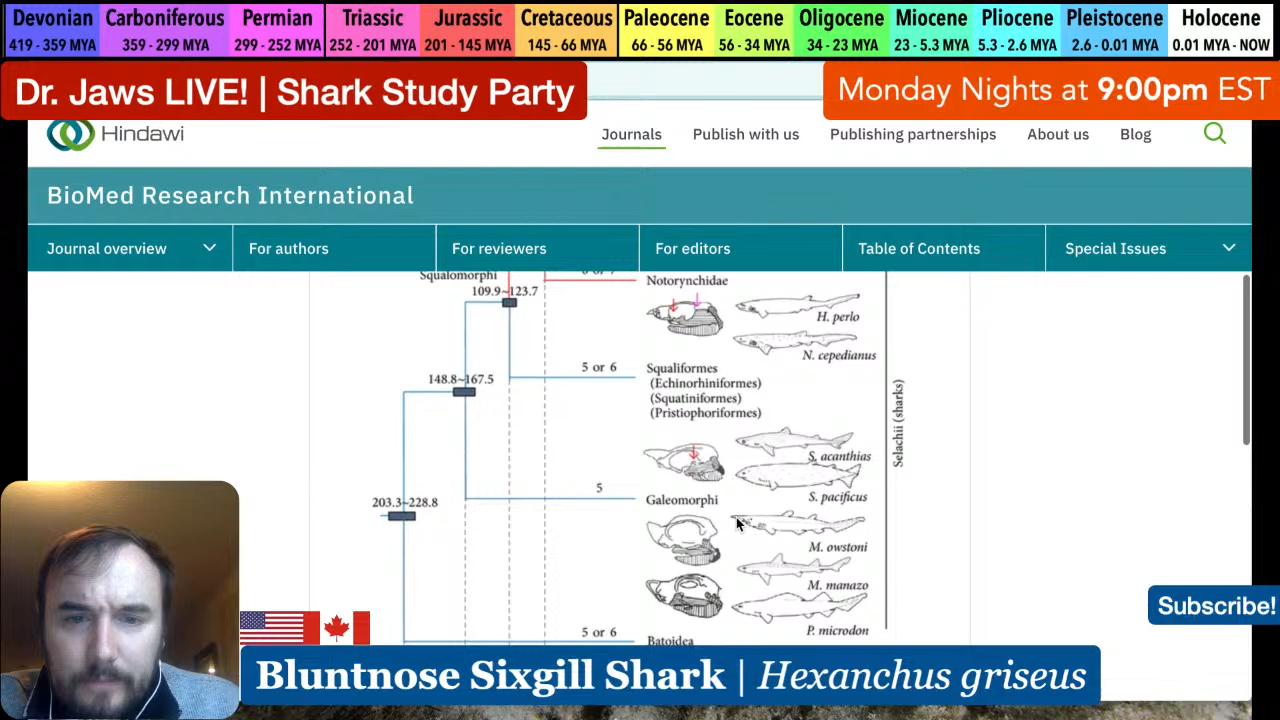 Devonian Carboniferous Permian Triassic Jurassic Cretaceous Paleocene Eocene Oligocene Miocene Pliocene Pleistocene Holocene
419 - 359 MYA 359 - 299 MYA 299 - 252 MYA 252 - 201 MYA 201 - 145 MYA 145 - 66 MYA 66 - 56 MYA 56 - 34 MYA 34 - 23 MYA 23 - 5.3 MYA 5.3 - 2.6 MYA 2.6 - 0.01 MYA 0.01 MYA - NOW
Dr. Jaws LIVE! | Shark Study Party
Monday Nights at 9:00pm EST
Hindawi
Journals Publish with us Publishing partnerships About us Blog
BioMed Research International
Journal overview For authors For reviewers For editors Table of Contents Special Issues
Squalomorphi
Notorynchidae
109.9~123.7
H. perlo
N. cepedianus
5 or 6
Squaliformes
(Echinorhiniformes)
(Squatiniformes)
(Pristiophoriformes)
148.8~167.5
Selachii (sharks)
S. acanthias
S. pacificus
5
Galeomorphi
203.3~228.8
M. owstoni
M. manazo
P. microdon
5 or 6
Batoidea
Subscribe!
Bluntnose Sixgill Shark | Hexanchus griseus